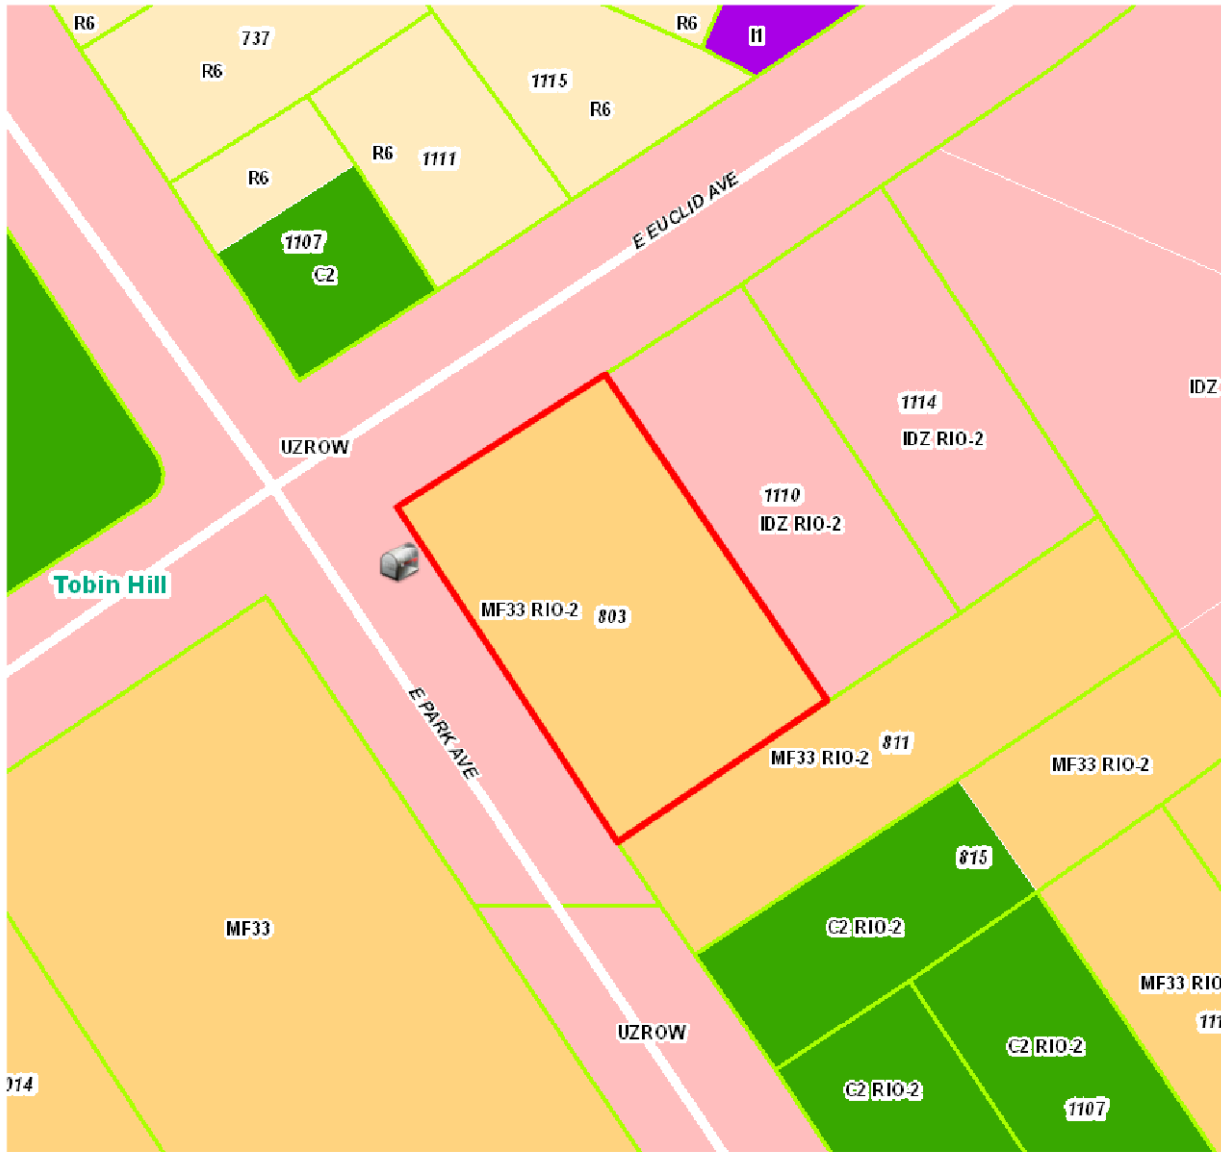 R6
R6
I1
737
R6
1115
R6
R6
1111
R6
1107
C2
E EUCLID AVE
IDZ
1114
IDZ RIO-2
UZROW
1110
IDZ RIO-2
Tobin Hill
MF33 RIO-2
803
E PARK AVE
811
MF33 RIO-2
MF33 RIO-2
815
C2 RIO-2
MF33
MF33 RIO
111
UZROW
C2 RIO-2
014
C2 RIO-2
1107